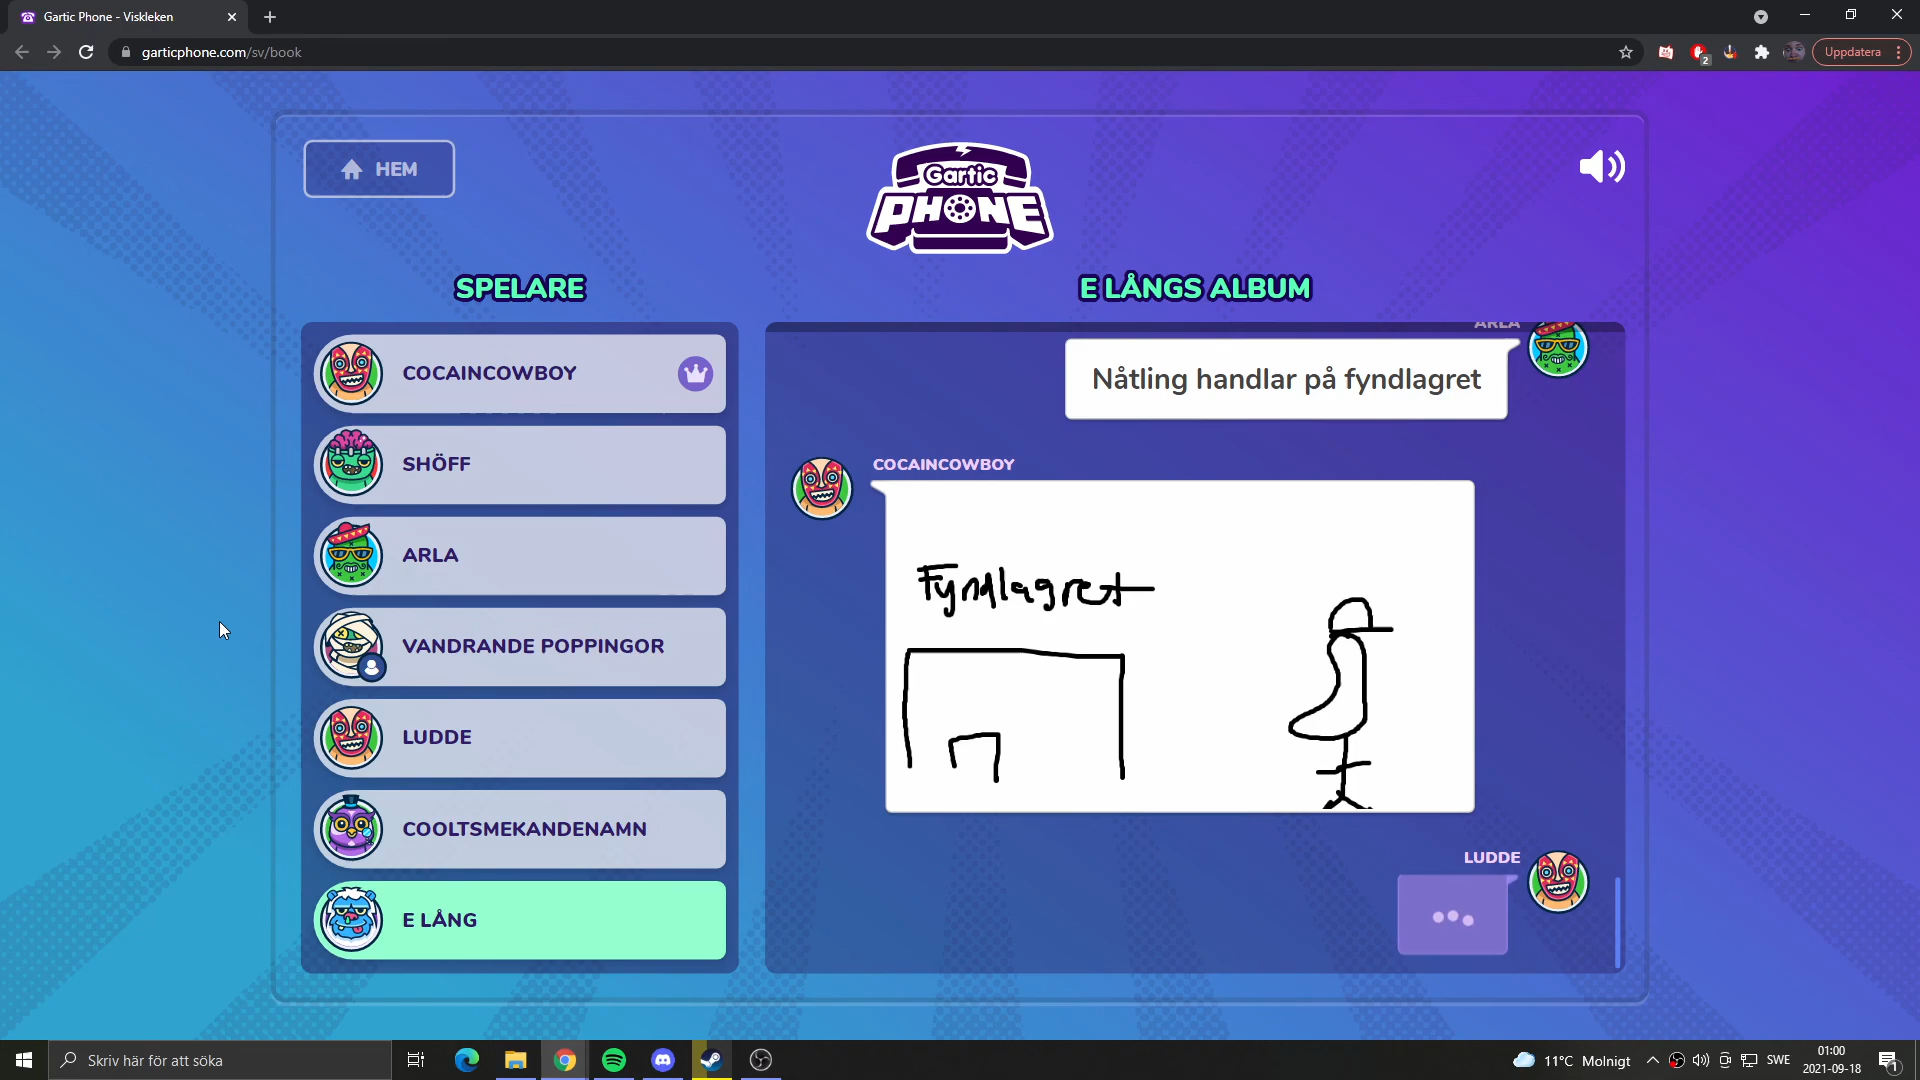 Gartic Phone - Viskleken
garticphone.com/sv/book
2
Uppdatera
HEM
Gartic
PHONE
SPELARE
E LÅNGS ALBUM
COCAINCOWBOY
SHÖFF
ARLA
VANDRANDE POPPINGOR
LUDDE
COOLTSMEKANDENAMN
E LÅNG
ARLA
Nåtling handlar på fyndlagret
COCAINCOWBOY
Fyndlagret
LUDDE
Skriv här för att söka
11°C Molnigt
SWE
01:00
2021-09-18
1